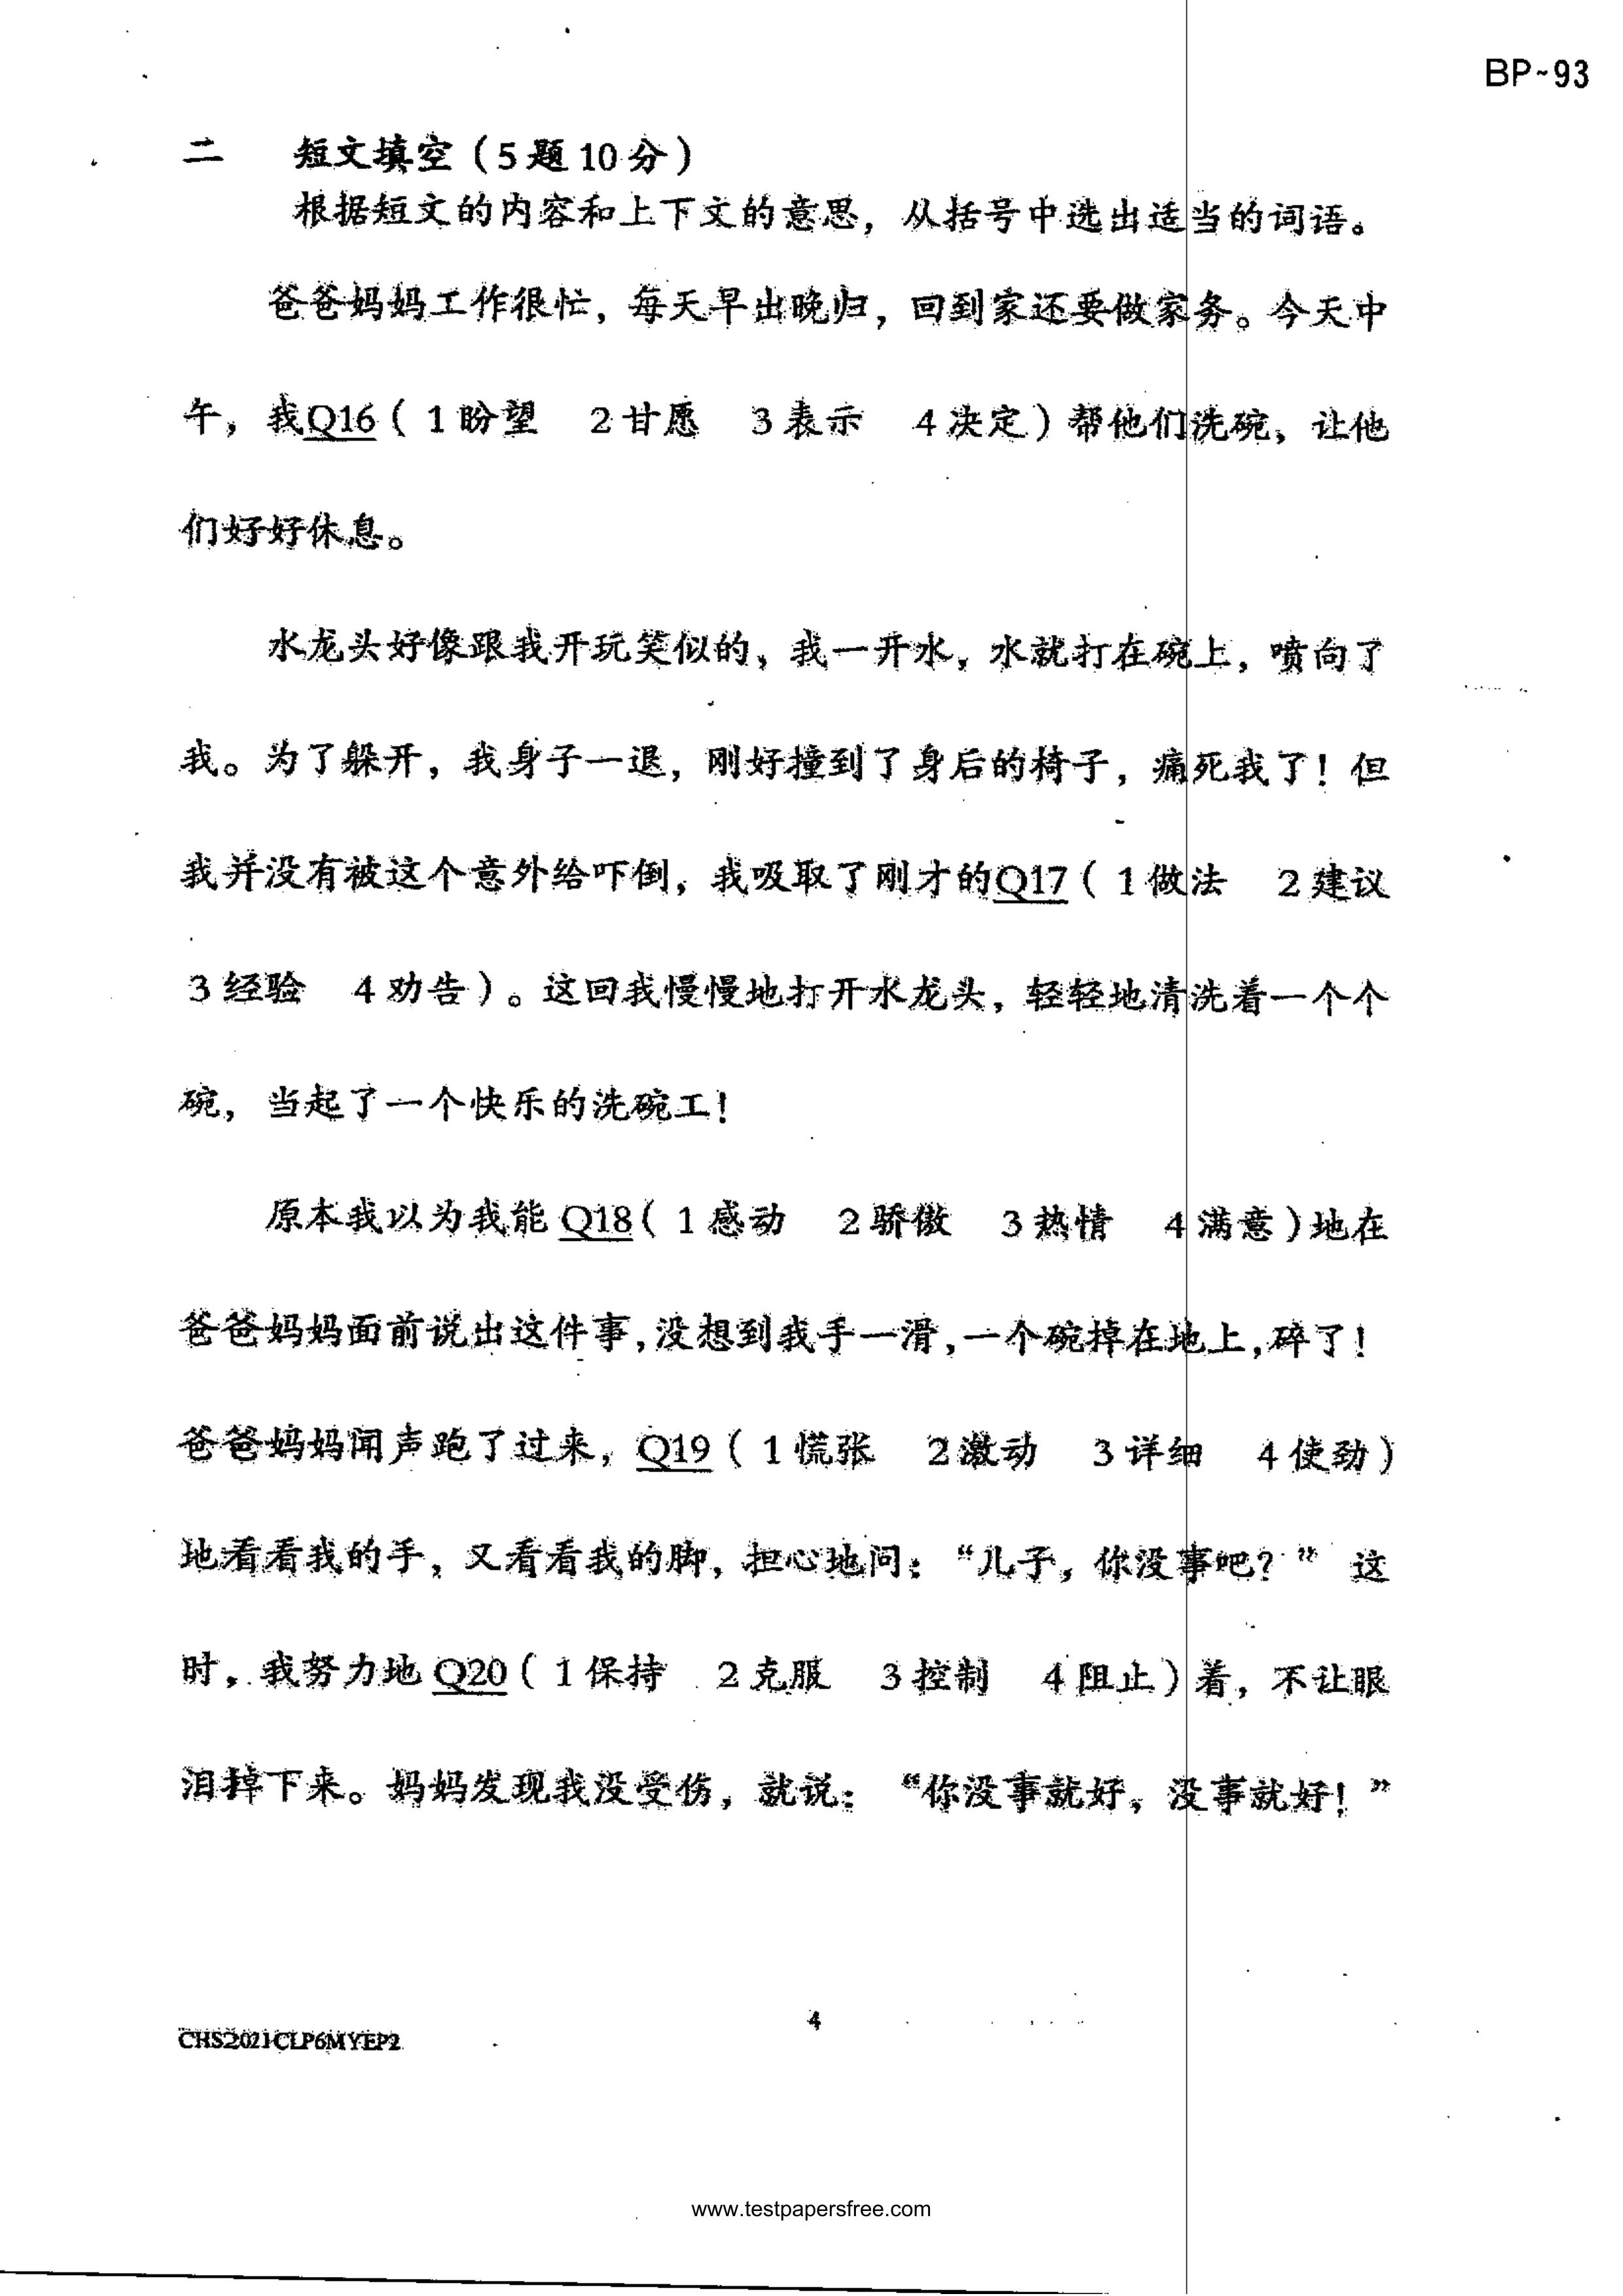 BP~93
二 短文填空（5题10分）
根据短文的内容和上下文的意思，从括号中选出适当的词语。
爸爸妈妈工作很忙，每天早出晚归，回到家还要做家务。今天中
午，我Q16（1盼望 2甘愿 3表示 4决定）帮他们洗碗，让他
们好好休息。
水龙头好像跟我开玩笑似的，我一开水，水就打在碗上，喷向了
我。为了躲开，我身子一退，刚好撞到了身后的椅子，痛死我了！但
我并没有被这个意外给吓倒，我吸取了刚才的Q17（1做法 2建议
3经验 4劝告）。这回我慢慢地打开水龙头，轻轻地清洗着一个个
碗，当起了一个快乐的洗碗工！
原本我以为我能Q18（1感动 2骄傲 3热情 4满意）地在
爸爸妈妈面前说出这件事，没想到我手一滑，一个碗掉在地上，碎了！
爸爸妈妈闻声跑了过来，Q19（1慌张 2激动 3详细 4使劲）
地看看我的手，又看看我的脚，担心地问：“儿子，你没事吧？”这
时，我努力地Q20（1保持 2克服 3控制 4阻止）着，不让眼
泪掉下来。妈妈发现我没受伤，就说：“你没事就好，没事就好！”
4
CHS2021CLP6MYEP2
www.testpapersfree.com